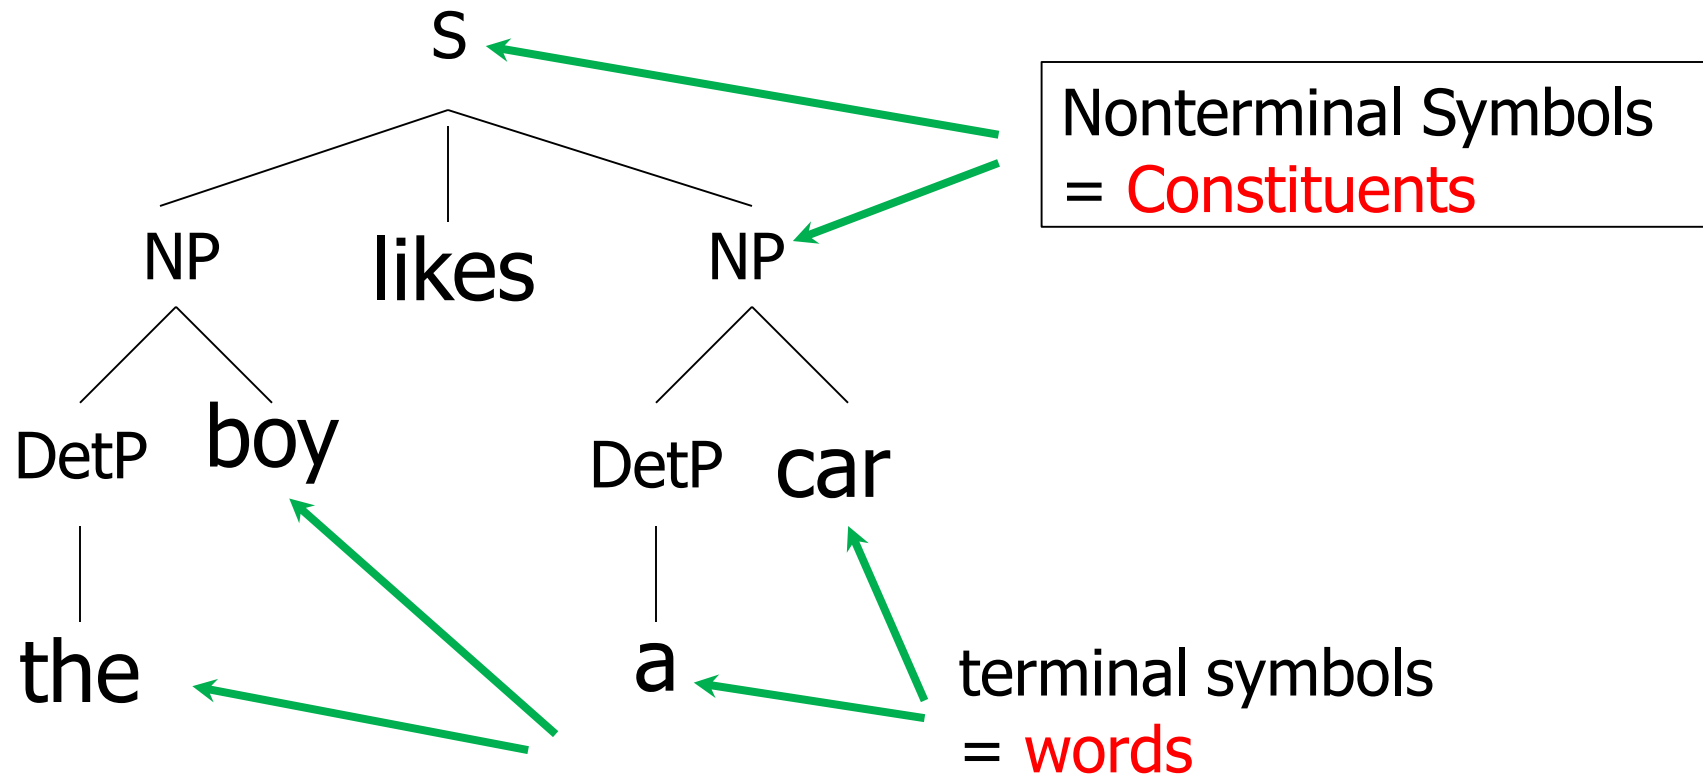 S
Nonterminal Symbols
= Constituents
NP likes NP
DetP boy DetP car
the a
terminal symbols
= words